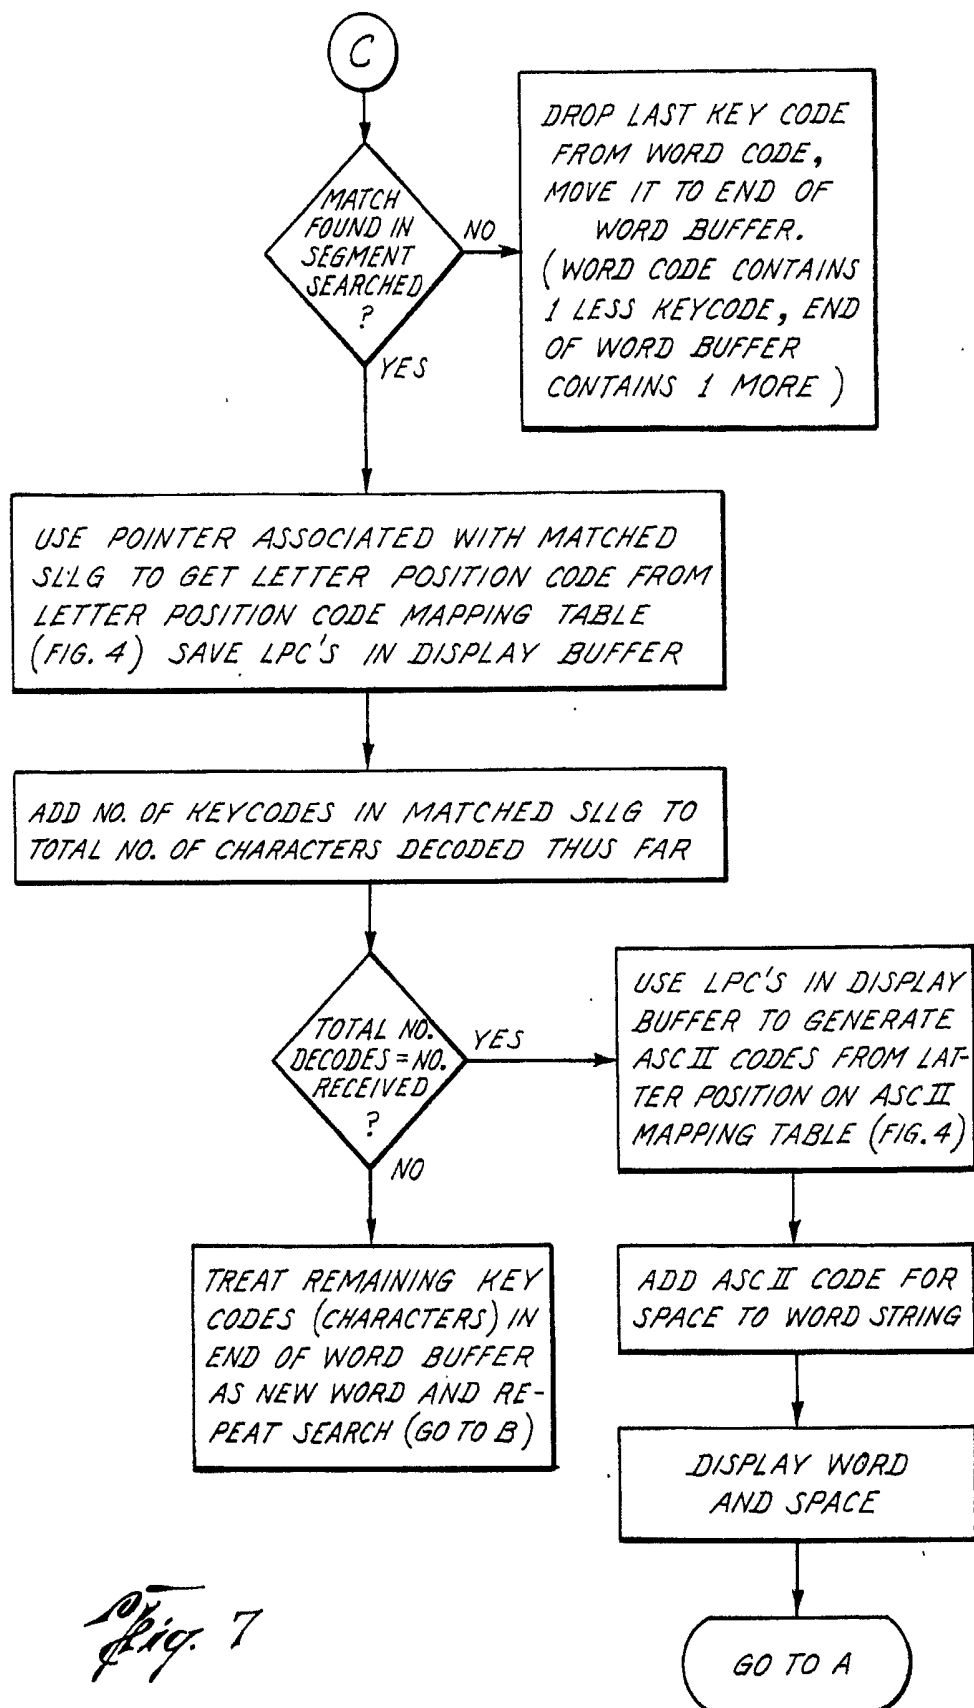 C
MATCH
FOUND IN
SEGMENT
SEARCHED
?
NO
YES
DROP LAST KEY CODE
FROM WORD CODE,
MOVE IT TO END OF
WORD BUFFER.
(WORD CODE CONTAINS
1 LESS KEYCODE, END
OF WORD BUFFER
CONTAINS 1 MORE)
USE POINTER ASSOCIATED WITH MATCHED
SLLG TO GET LETTER POSITION CODE FROM
LETTER POSITION CODE MAPPING TABLE
(FIG. 4) SAVE LPC'S IN DISPLAY BUFFER
ADD NO. OF KEYCODES IN MATCHED SLLG TO
TOTAL NO. OF CHARACTERS DECODED THUS FAR
TOTAL NO.
DECODES = NO.
RECEIVED
?
YES
NO
USE LPC'S IN DISPLAY
BUFFER TO GENERATE
ASCII CODES FROM LAT-
TER POSITION ON ASCII
MAPPING TABLE (FIG. 4)
TREAT REMAINING KEY
CODES (CHARACTERS) IN
END OF WORD BUFFER
AS NEW WORD AND RE-
PEAT SEARCH (GO TO B)
ADD ASCII CODE FOR
SPACE TO WORD STRING
DISPLAY WORD
AND SPACE
GO TO A
Fig. 7